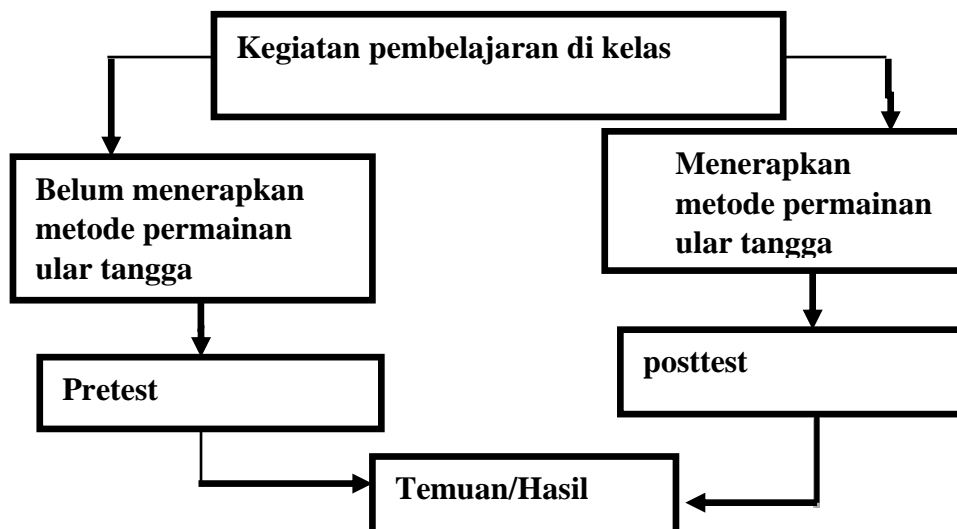 Kegiatan pembelajaran di kelas
Belum menerapkan
metode permainan
ular tangga
Menerapkan
metode permainan
ular tangga
Pretest
posttest
Temuan/Hasil